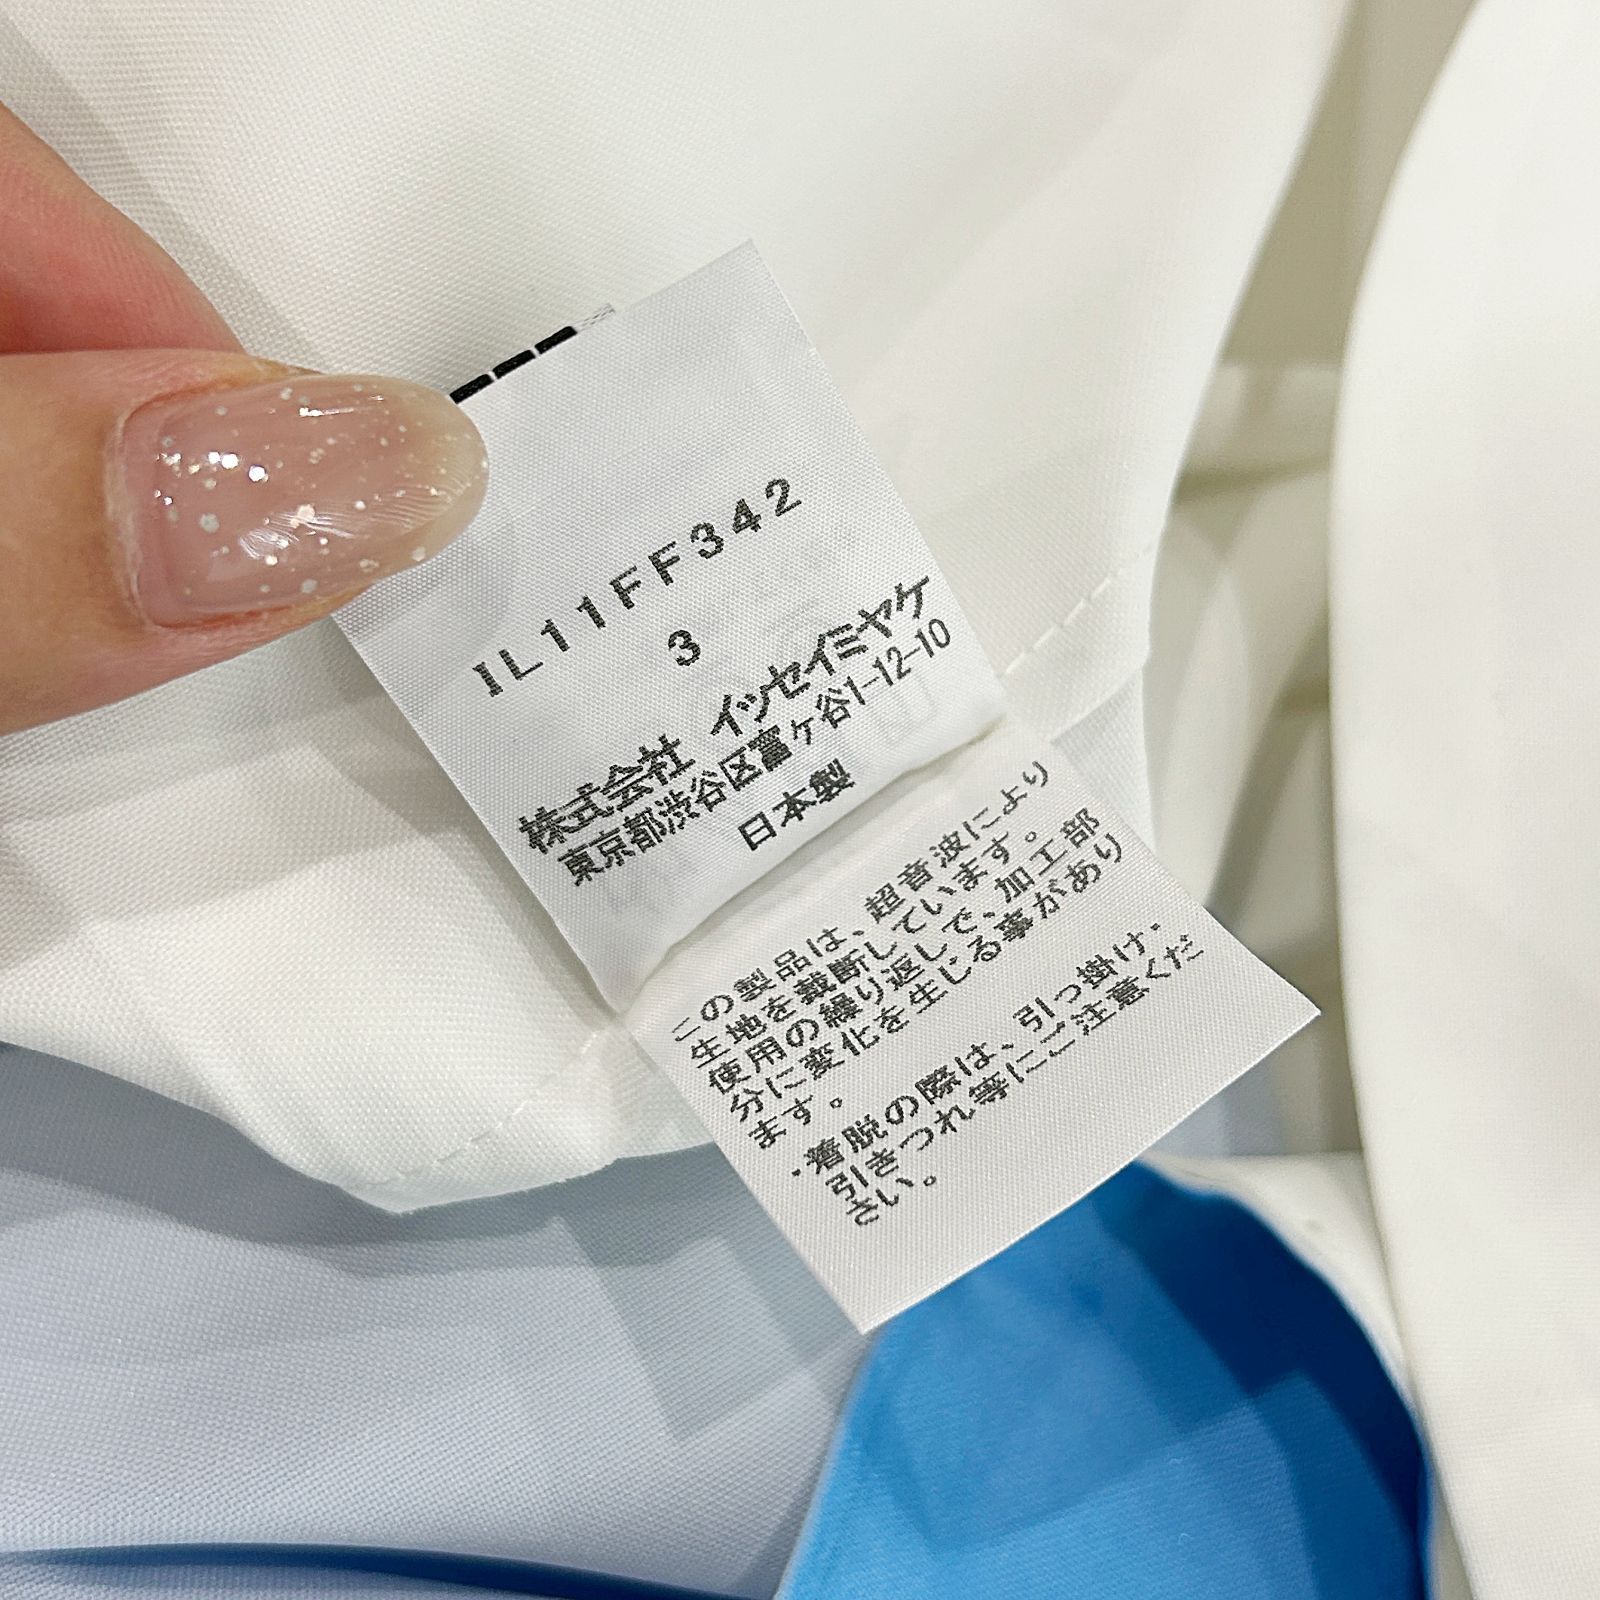 IL11FF342
3
株式会社 イッセイミヤケ
東京都渋谷区富ヶ谷1-12-10
日本製
この製品は、超音波により
生地を裁断しています。
使用の繰り返しで、加工部
分に変化を生じる事があり
ます。
・着脱の際は、引っ掛け・
引きつれ等にご注意くだ
さい。